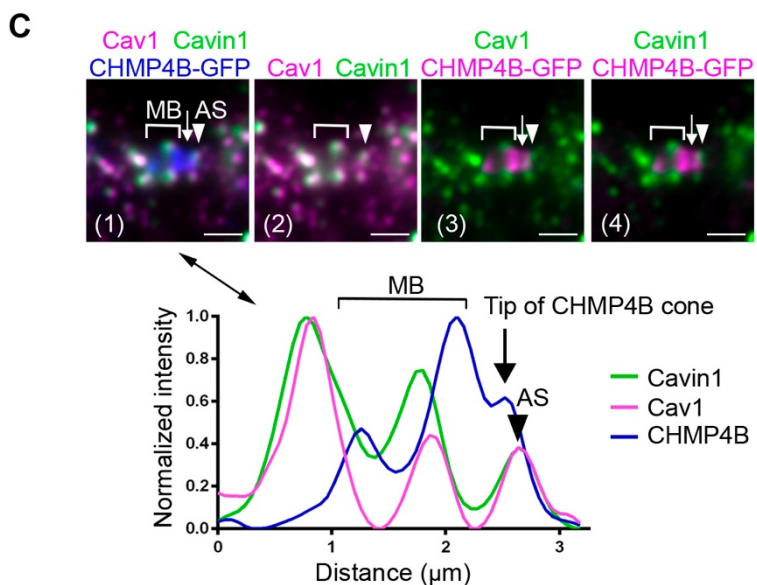 C
Cav1 Cavin1
CHMP4B-GFP
MB AS
(1)
Cav1 Cavin1
(2)
Cav1
CHMP4B-GFP
(3)
Cavin1
CHMP4B-GFP
(4)
MB
Tip of CHMP4B cone
AS
Normalized intensity
1.0
0.8
0.6
0.4
0.2
0.0
0 1 2 3
Distance (µm)
Cavin1
Cav1
CHMP4B